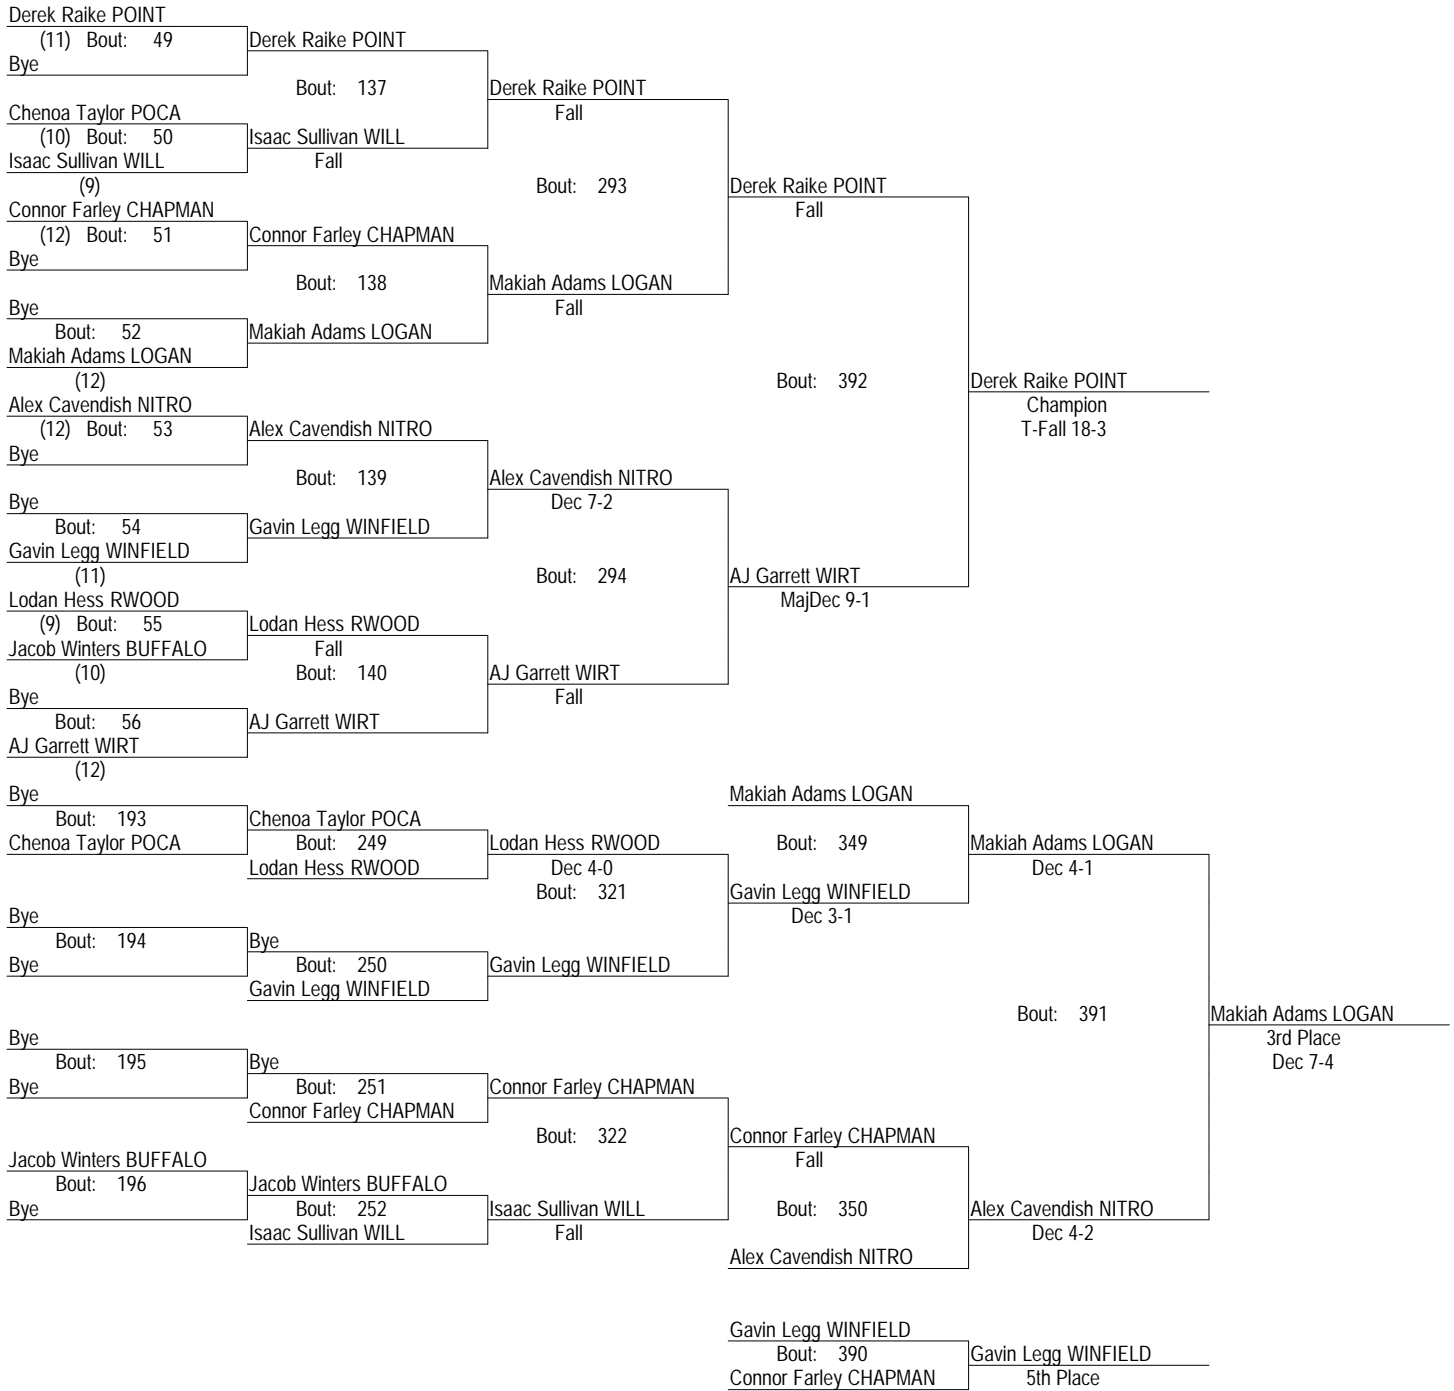 Derek Raike POINT
(11) Bout: 49
Bye
Derek Raike POINT
Bout: 137
Derek Raike POINT
Fall
Chenoa Taylor POCA
(10) Bout: 50
Isaac Sullivan WILL
(9)
Isaac Sullivan WILL
Fall
Bout: 293
Derek Raike POINT
Fall
Connor Farley CHAPMAN
(12) Bout: 51
Bye
Connor Farley CHAPMAN
Bout: 138
Makiah Adams LOGAN
Fall
Bye
Bout: 52
Makiah Adams LOGAN
(12)
Makiah Adams LOGAN
Bout: 392
Derek Raike POINT
Champion
T-Fall 18-3
Alex Cavendish NITRO
(12) Bout: 53
Bye
Alex Cavendish NITRO
Bout: 139
Alex Cavendish NITRO
Dec 7-2
Bye
Bout: 54
Gavin Legg WINFIELD
(11)
Gavin Legg WINFIELD
Bout: 294
AJ Garrett WIRT
MajDec 9-1
Lodan Hess RWOOD
(9) Bout: 55
Jacob Winters BUFFALO
(10)
Lodan Hess RWOOD
Fall
Bout: 140
AJ Garrett WIRT
Fall
Bye
Bout: 56
AJ Garrett WIRT
(12)
AJ Garrett WIRT
Bye
Bout: 193
Chenoa Taylor POCA
Chenoa Taylor POCA
Bout: 249
Lodan Hess RWOOD
Lodan Hess RWOOD
Dec 4-0
Bout: 321
Makiah Adams LOGAN
Bout: 349
Gavin Legg WINFIELD
Dec 3-1
Makiah Adams LOGAN
Dec 4-1
Bye
Bout: 194
Bye
Bye
Bout: 250
Gavin Legg WINFIELD
Gavin Legg WINFIELD
Bout: 391
Makiah Adams LOGAN
3rd Place
Dec 7-4
Bye
Bout: 195
Bye
Bye
Bout: 251
Connor Farley CHAPMAN
Connor Farley CHAPMAN
Bout: 322
Connor Farley CHAPMAN
Fall
Jacob Winters BUFFALO
Bout: 196
Bye
Jacob Winters BUFFALO
Bout: 252
Isaac Sullivan WILL
Isaac Sullivan WILL
Fall
Bout: 350
Alex Cavendish NITRO
Alex Cavendish NITRO
Dec 4-2
Gavin Legg WINFIELD
Bout: 390
Connor Farley CHAPMAN
Gavin Legg WINFIELD
5th Place